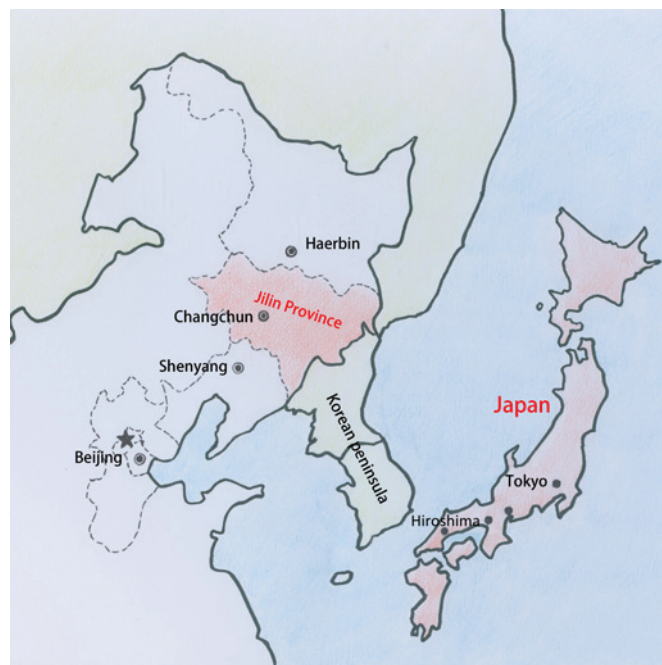 Haerbin
Jilin Province
Changchun
Shenyang
Korean peninsula
Japan
Beijing
Tokyo
Hiroshima